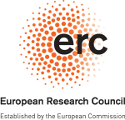 erc
European Research Council
Established by the European Commission